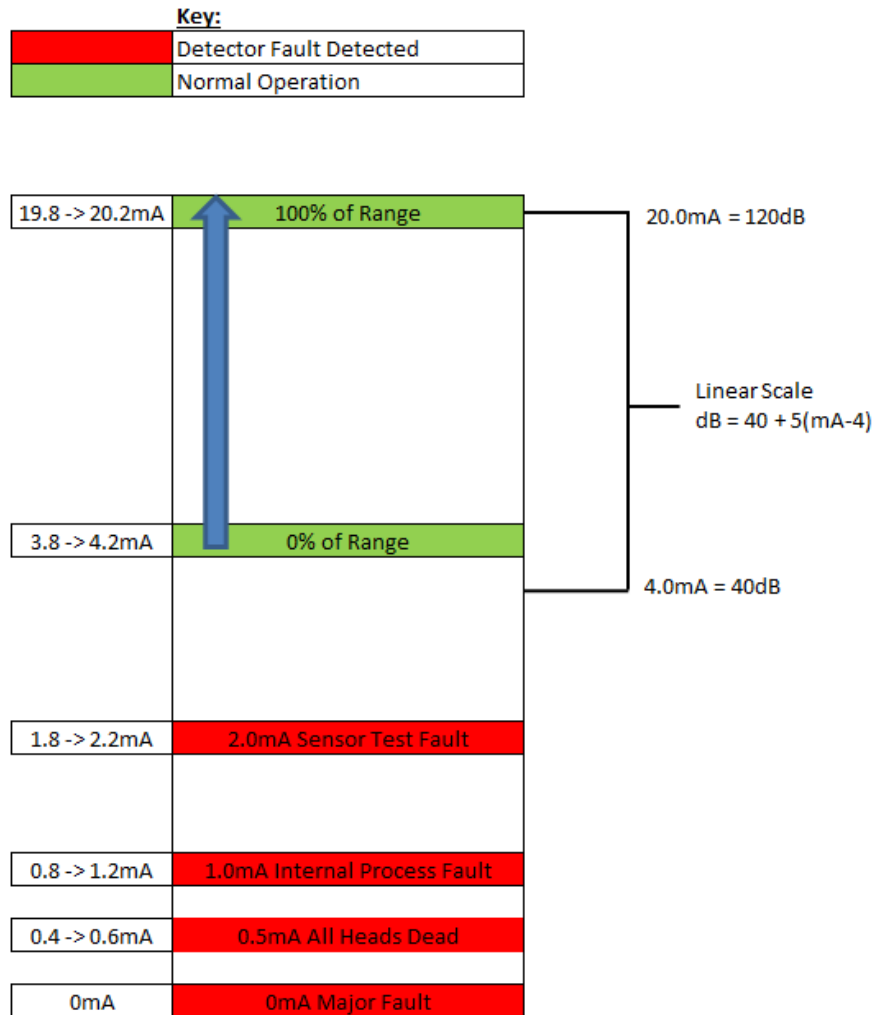 Key:
Detector Fault Detected
Normal Operation
19.8 -> 20.2mA
100% of Range
20.0mA = 120dB
Linear Scale
dB = 40 + 5(mA-4)
3.8 -> 4.2mA
0% of Range
4.0mA = 40dB
1.8 -> 2.2mA
2.0mA Sensor Test Fault
0.8 -> 1.2mA
1.0mA Internal Process Fault
0.4 -> 0.6mA
0.5mA All Heads Dead
0mA
0mA Major Fault